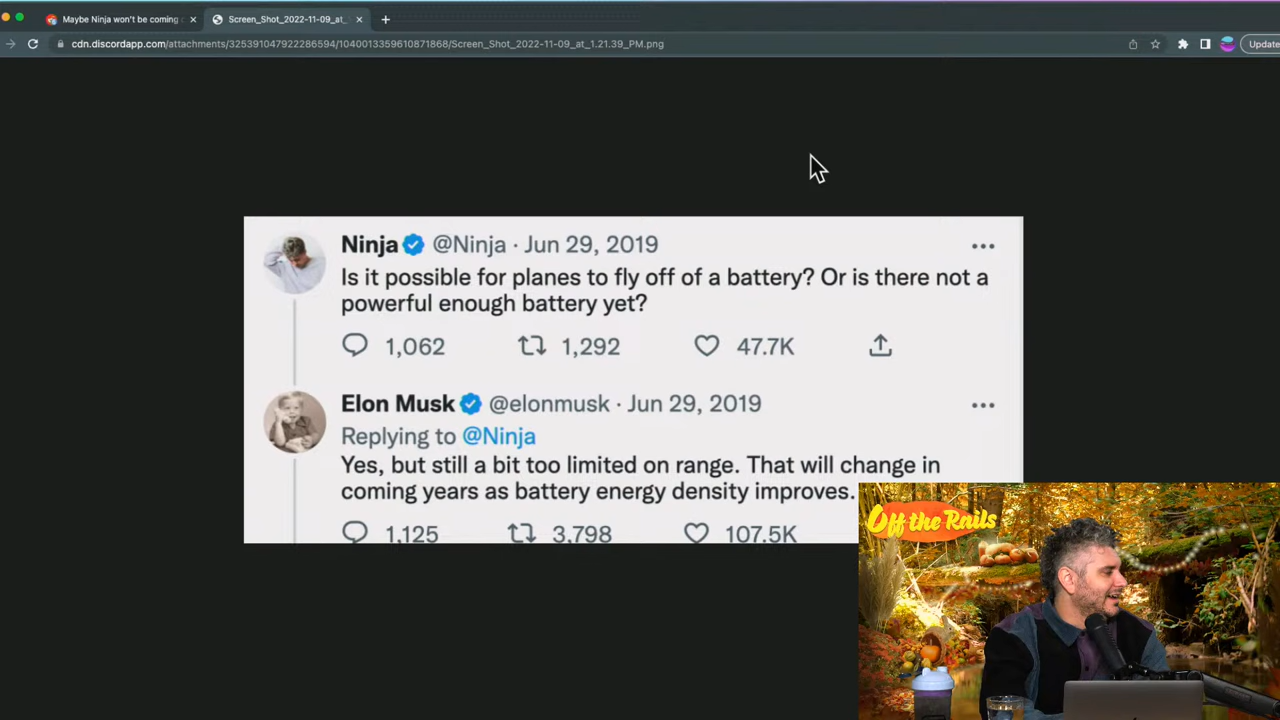 Maybe Ninja won't be coming
Screen_Shot_2022-11-09_at_
cdn.discordapp.com/attachments/325391047922286594/1040013359610871868/Screen_Shot_2022-11-09_at_1.21.39_PM.png
Update
Ninja @Ninja · Jun 29, 2019
Is it possible for planes to fly off of a battery? Or is there not a
powerful enough battery yet?
1,062 1,292 47.7K
Elon Musk @elonmusk · Jun 29, 2019
Replying to @Ninja
Yes, but still a bit too limited on range. That will change in
coming years as battery energy density improves.
1,125 3,798 107.5K
Off the Rails